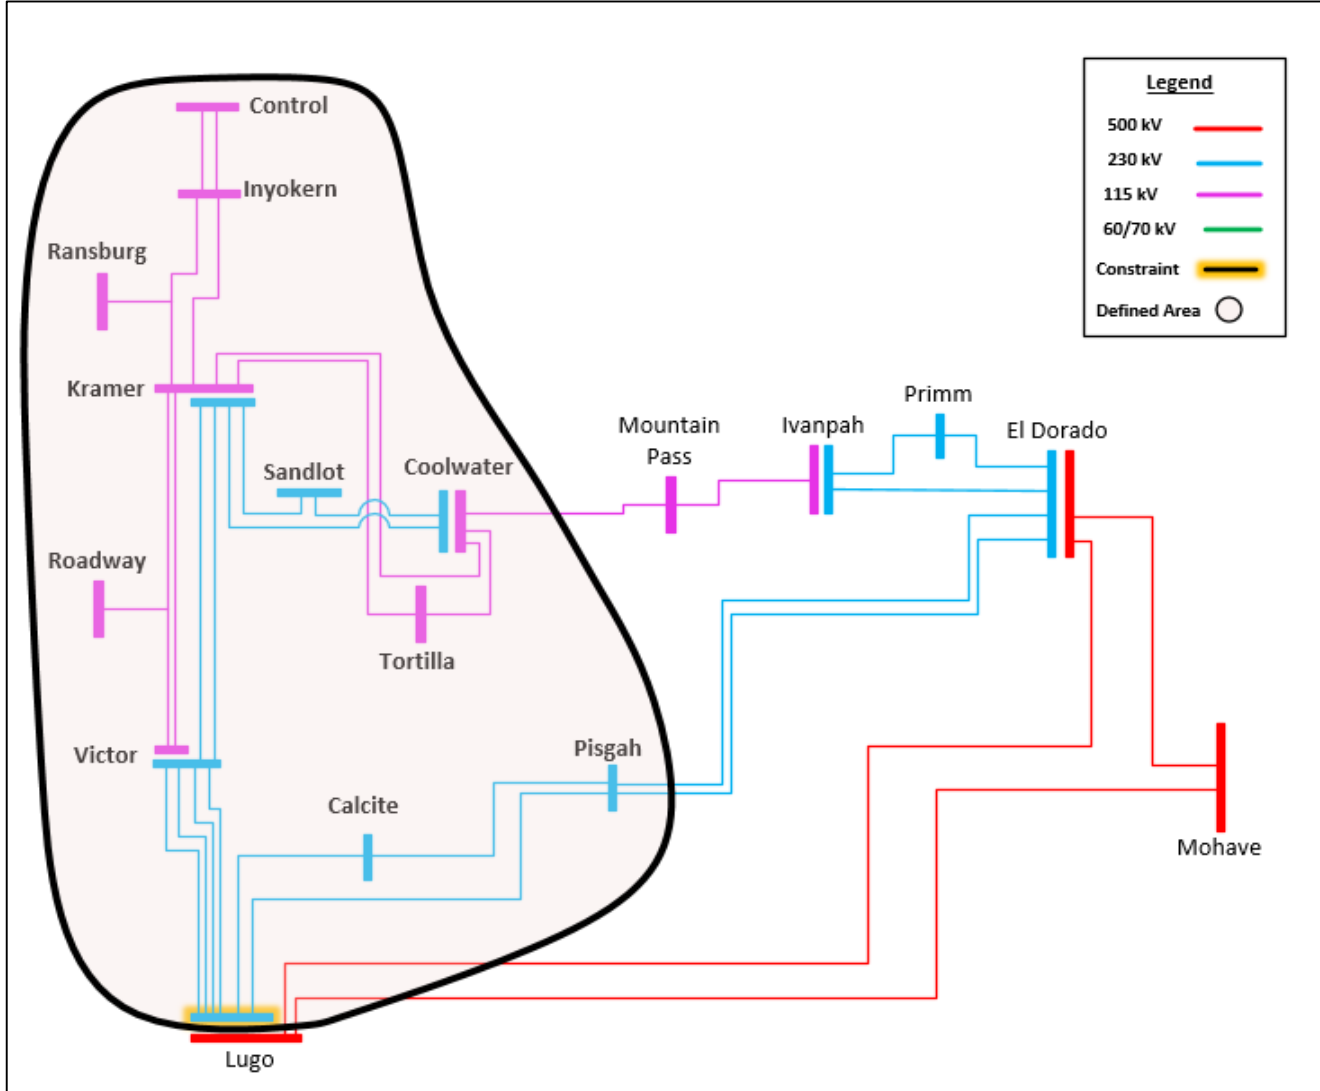 Control
Inyokern
Ransburg
Kramer
Sandlot
Coolwater
Roadway
Tortilla
Victor
Pisgah
Calcite
Lugo
Mountain
Pass
Ivanpah
Primm
El Dorado
Mohave
Legend
500 kV
230 kV
115 kV
60/70 kV
Constraint
Defined Area